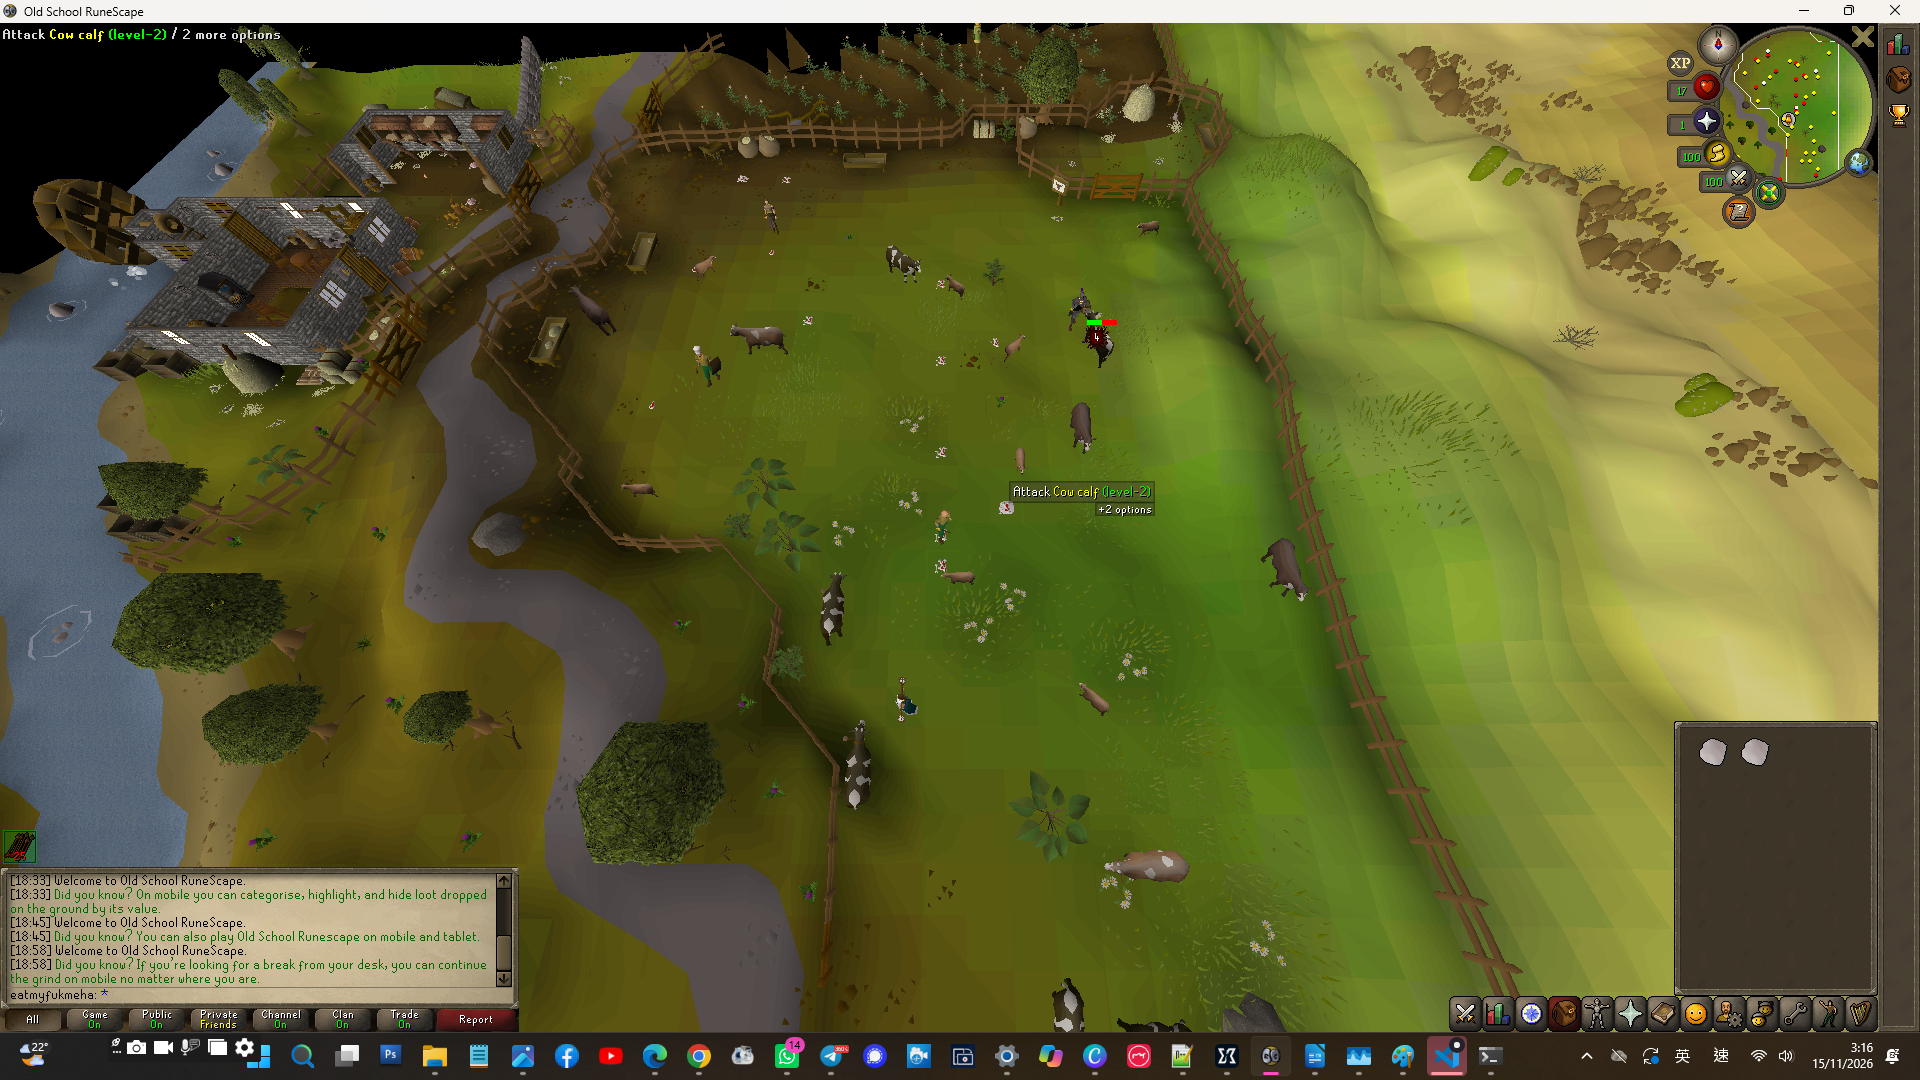 Old School RuneScape
Attack Cow calf (level-2) / 2 more options
N
XP
17
1
100
100
4
Attack Cow calf (level-2)
+2 options
25
[18:33] Welcome to Old School RuneScape.
[18:33] Did you know? On mobile you can categorise, highlight, and hide loot dropped
on the ground by its value.
[18:45] Welcome to Old School RuneScape.
[18:45] Did you know? You can also play Old School Runescape on mobile and tablet.
[18:58] Welcome to Old School RuneScape.
[18:58] Did you know? If you're looking for a break from your desk, you can continue
the grind on mobile no matter where you are.
eatmyfukmeha: *
All
Game
On
Public
On
Private
Friends
Channel
On
Clan
On
Trade
On
Report
22°
Ps
14
英
速
3:16
15/11/2026